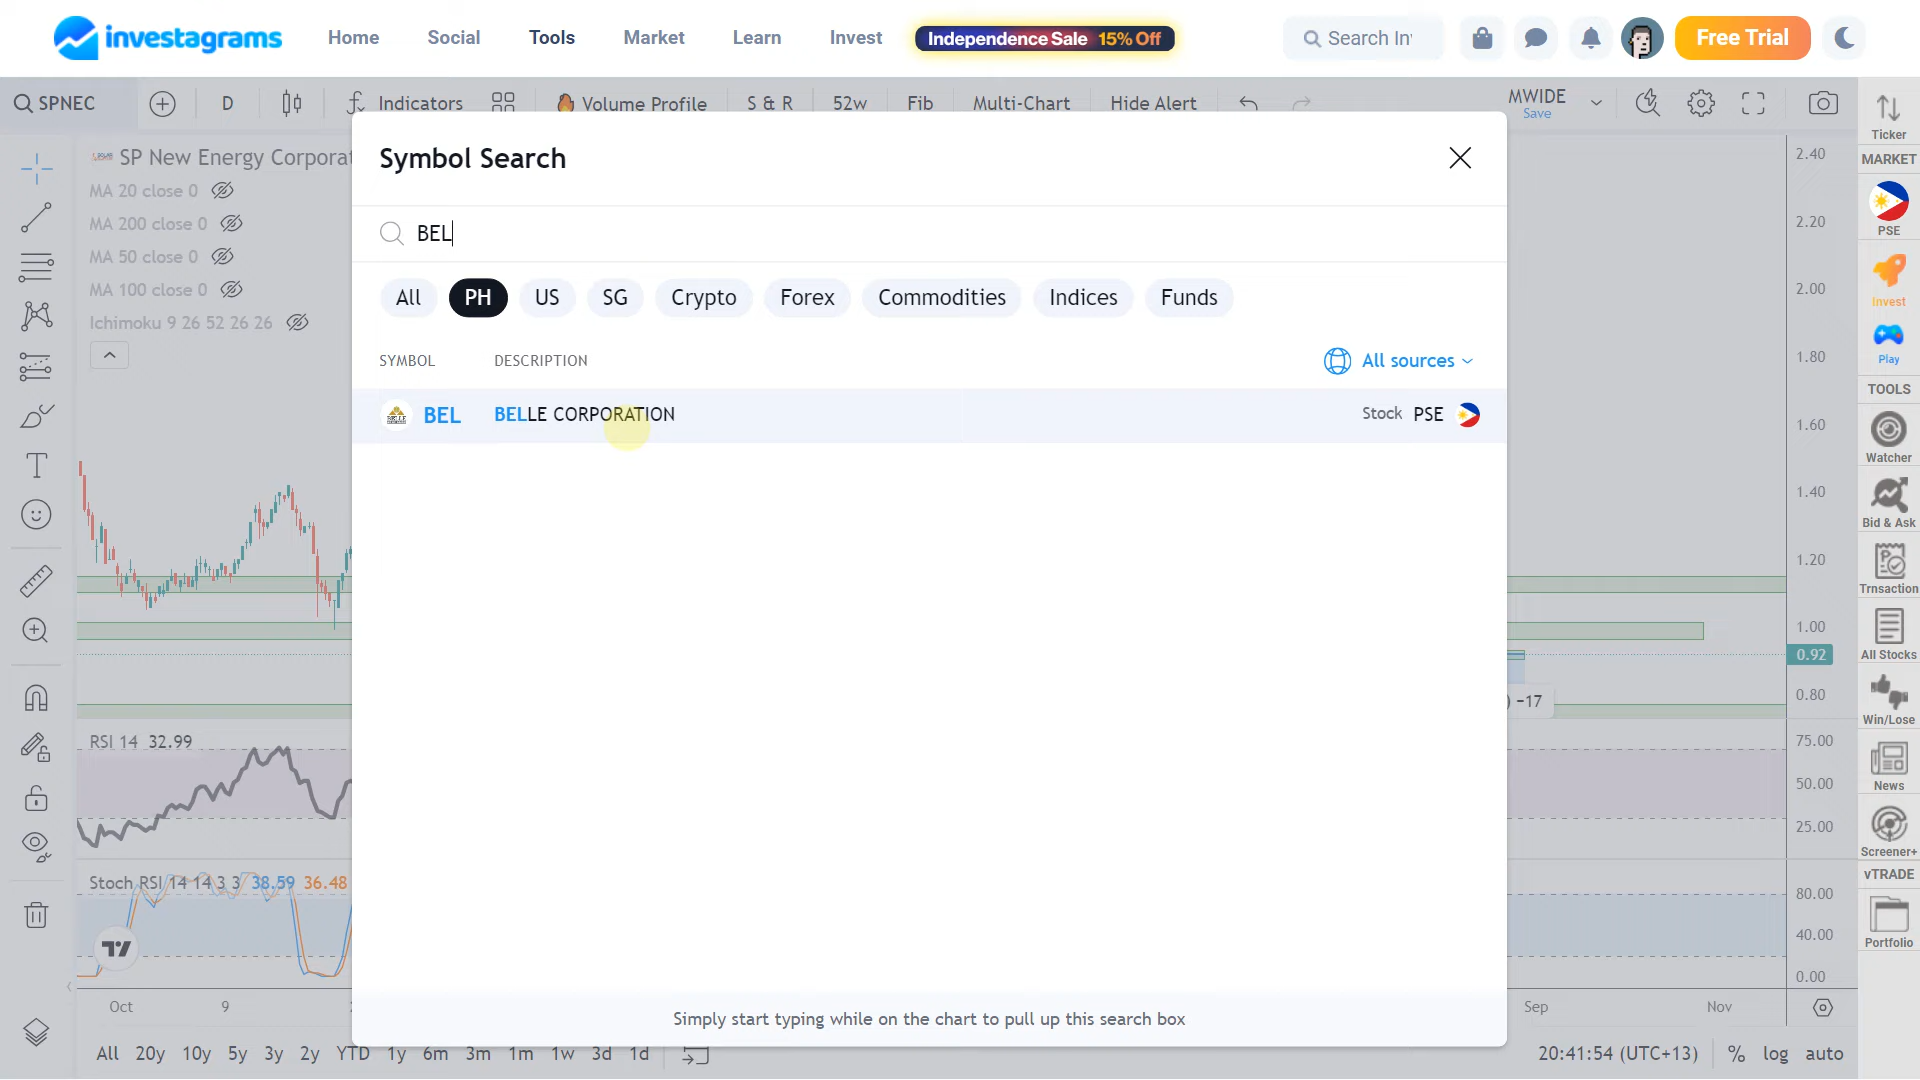 investagrams Home Social Tools Market Learn Invest Independence Sale 15% Off Search In Free Trial
SPNEC D Indicators Volume Profile S & R 52w Fib Multi-Chart Hide Alert MWIDE Save
Ticker
MARKET
PSE
Invest
Play
TOOLS
Watcher
Bid & Ask
Trnsaction
All Stocks
Win/Lose
News
Screener+
vTRADE
Portfolio
SP New Energy Corporat
MA 20 close 0
MA 200 close 0
MA 50 close 0
MA 100 close 0
Ichimoku 9 26 52 26 26
Symbol Search
BEL
All PH US SG Crypto Forex Commodities Indices Funds
SYMBOL DESCRIPTION All sources
BEL BELLE CORPORATION Stock PSE
Simply start typing while on the chart to pull up this search box
2.40
2.20
2.00
1.80
1.60
1.40
1.20
1.00
0.92
0.80
) −17
RSI 14 32.99
75.00
50.00
25.00
Stoch RSI 14 14 3 3 38.59 36.48
80.00
40.00
0.00
Oct 9 Sep Nov
All 20y 10y 5y 3y 2y YTD 1y 6m 3m 1m 1w 3d 1d 20:41:54 (UTC+13) % log auto